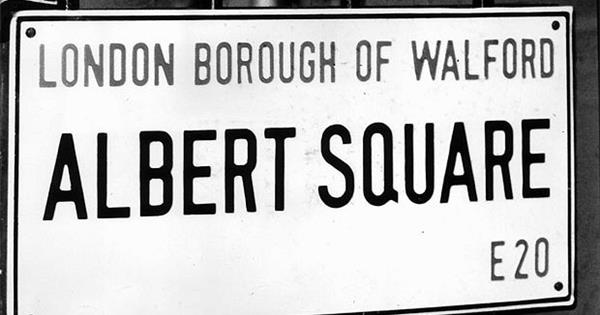 LONDON BOROUGH OF WALFORD
ALBERT SQUARE
E20